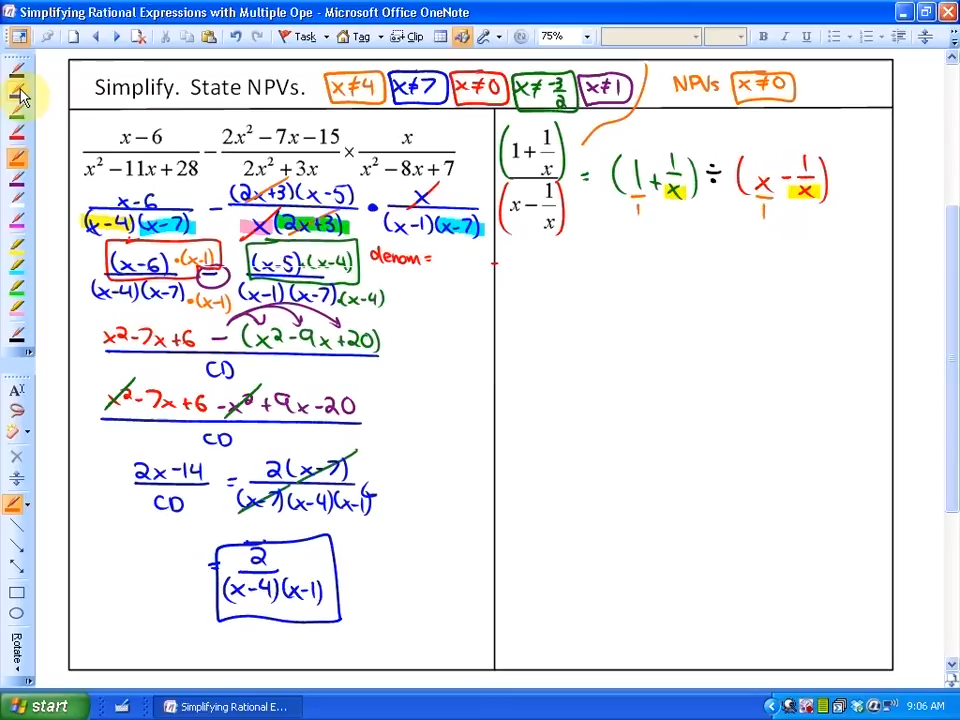 Simplifying Rational Expressions with Multiple Ope - Microsoft Office OneNote
Task Tag Clip 75% B I U
Simplify. State NPVs. x≠4 x≠7 x≠0 x≠-3/2 x≠1 NPVs x≠0
(x-6)/(x²-11x+28) - (2x²-7x-15)/(2x²+3x) × x/(x²-8x+7)
(x-6)/((x-4)(x-7)) - ((2x+3)(x-5))/(x(2x+3)) • x/((x-1)(x-7))
((x-6)•(x-1))/((x-4)(x-7)•(x-1)) - ((x-5)•(x-4))/((x-1)(x-7)•(x-4)) denom=
(x²-7x+6 - (x²-9x+20))/CD
(x²-7x+6 -x²+9x-20)/CD
(2x-14)/CD = 2(x-7)/((x-7)(x-4)(x-1))
= 2/((x-4)(x-1))
(1+1/x)/(x-1/x) = (1/1+1/x) ÷ (x/1-1/x)
Rotate
start Simplifying Rational E... 9:06 AM